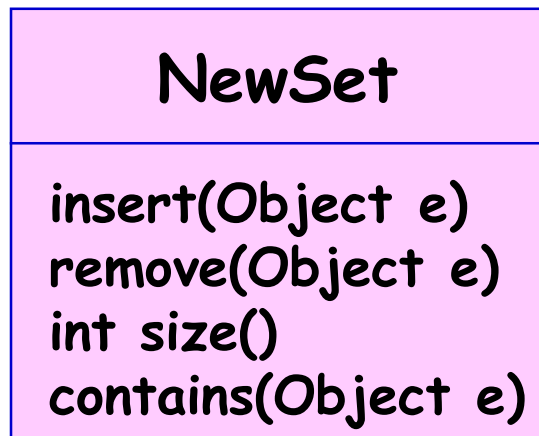 NewSet
insert(Object e)
remove(Object e)
int size()
contains(Object e)